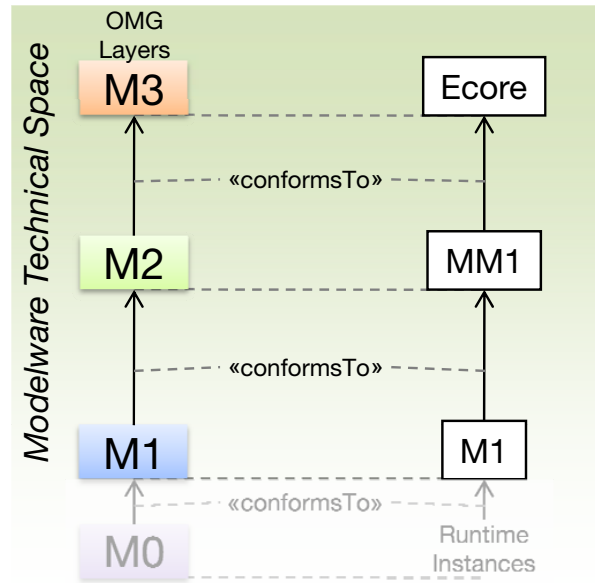 Modelware Technical Space
OMG
Layers
M3
Ecore
«conformsTo»
M2
MM1
«conformsTo»
M1
M1
«conformsTo»
M0
Runtime
Instances